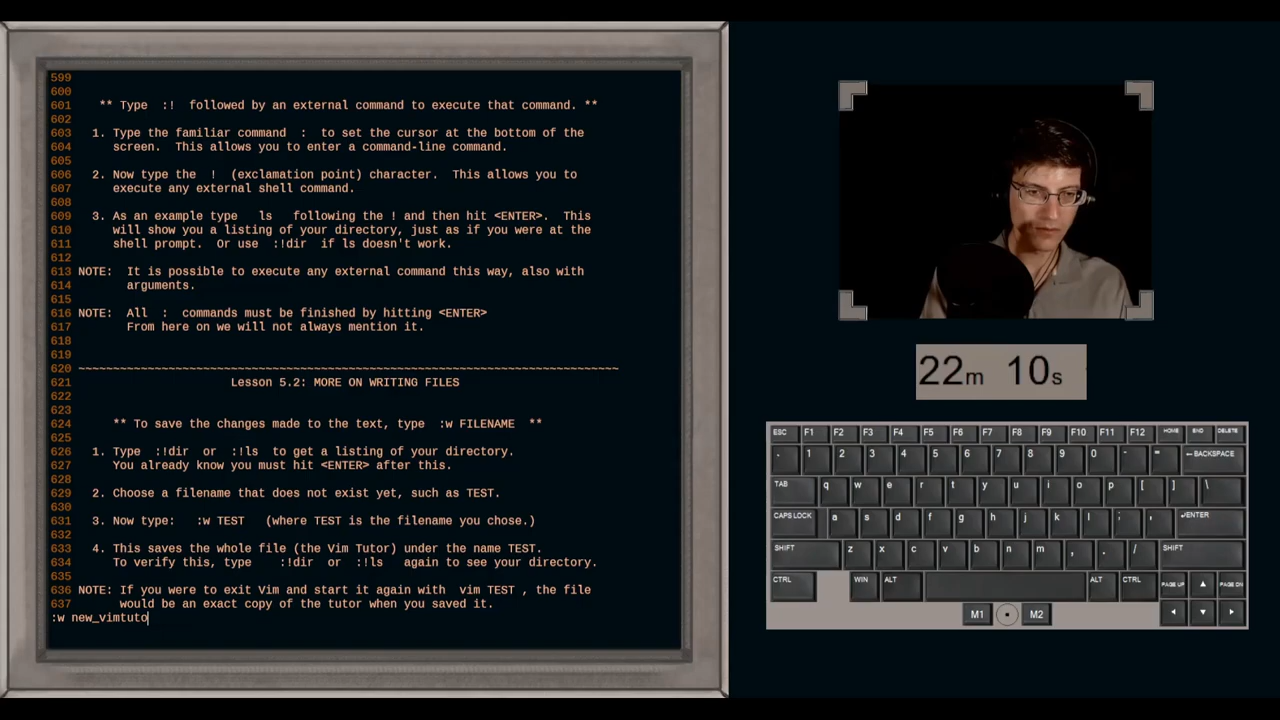 599
600
601 ** Type :! followed by an external command to execute that command. **
602
603 1. Type the familiar command : to set the cursor at the bottom of the
604 screen. This allows you to enter a command-line command.
605
606 2. Now type the ! (exclamation point) character. This allows you to
607 execute any external shell command.
608
609 3. As an example type ls following the ! and then hit <ENTER>. This
610 will show you a listing of your directory, just as if you were at the
611 shell prompt. Or use :!dir if ls doesn't work.
612
613 NOTE: It is possible to execute any external command this way, also with
614 arguments.
615
616 NOTE: All : commands must be finished by hitting <ENTER>
617 From here on we will not always mention it.
618
619
620 ~~~~~~~~~~~~~~~~~~~~~~~~~~~~~~~~~~~~~~~~~~~~~~~~~~~~~~~~~~~~~~~~~~~~~~~~~~~~~~
621 Lesson 5.2: MORE ON WRITING FILES
622
623
624 ** To save the changes made to the text, type :w FILENAME **
625
626 1. Type :!dir or :!ls to get a listing of your directory.
627 You already know you must hit <ENTER> after this.
628
629 2. Choose a filename that does not exist yet, such as TEST.
630
631 3. Now type: :w TEST (where TEST is the filename you chose.)
632
633 4. This saves the whole file (the Vim Tutor) under the name TEST.
634 To verify this, type :!dir or :!ls again to see your directory.
635
636 NOTE: If you were to exit Vim and start it again with vim TEST , the file
637 would be an exact copy of the tutor when you saved it.
:w new_vimtuto
22m 10s
ESC F1 F2 F3 F4 F5 F6 F7 F8 F9 F10 F11 F12 HOME END DELETE
1 2 3 4 5 6 7 8 9 0 - = ←BACKSPACE
TAB q w e r t y u i o p [ ] \
CAPS LOCK a s d f g h j k l ; ' ↵ENTER
SHIFT z x c v b n m , . / SHIFT
CTRL WIN ALT ALT CTRL PAGE UP ▲ PAGE DN
M1 M2 ◄ ▼ ►